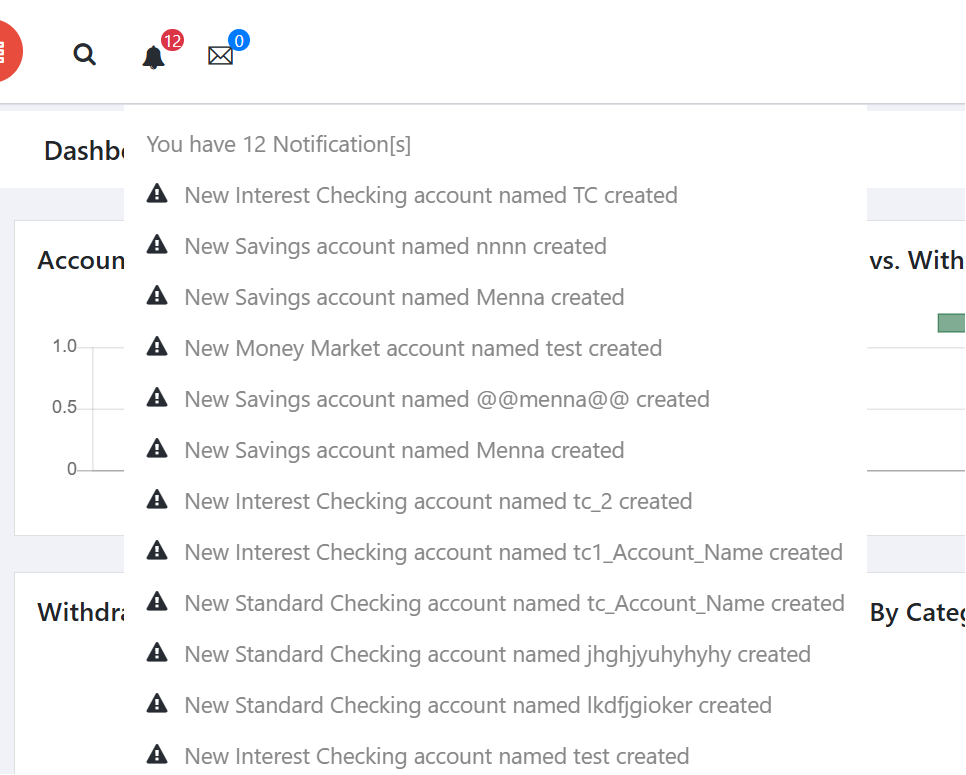 12
0
Dashb
You have 12 Notification[s]
New Interest Checking account named TC created
New Savings account named nnnn created
Accoun
vs. With
New Savings account named Menna created
1.0
New Money Market account named test created
0.5
New Savings account named @@menna@@ created
0
New Savings account named Menna created
New Interest Checking account named tc_2 created
New Interest Checking account named tc1_Account_Name created
New Standard Checking account named tc_Account_Name created
Withdra
By Categ
New Standard Checking account named jhghjyuhyhyhy created
New Standard Checking account named lkdfjgioker created
New Interest Checking account named test created